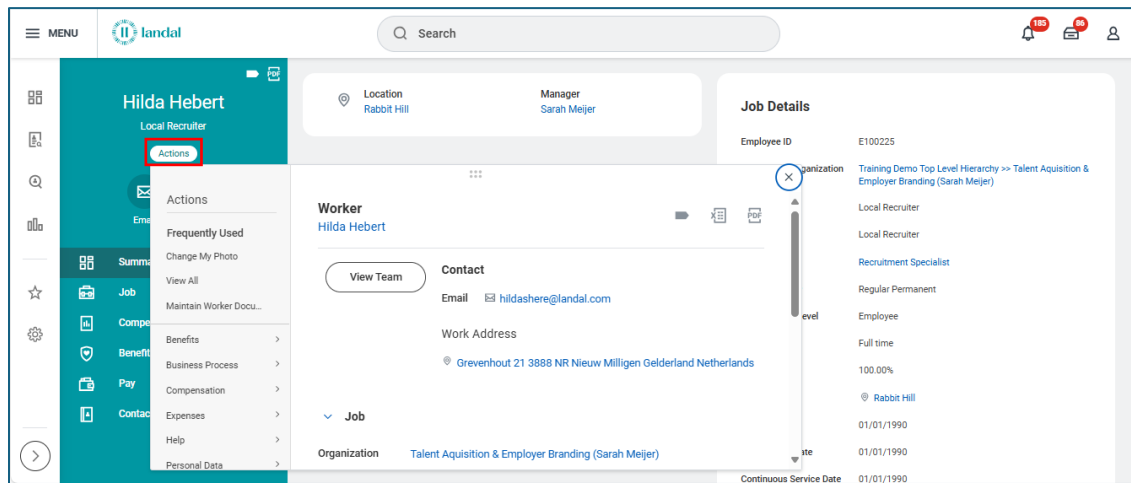 MENU
landal
Search
185
86
PDF
Hilda Hebert
Local Recruiter
Actions
Location
Rabbit Hill
Manager
Sarah Meijer
Job Details
Employee ID
E100225
Training Demo Top Level Hierarchy >> Talent Aquisition &
Employer Branding (Sarah Meijer)
Local Recruiter
Local Recruiter
Recruitment Specialist
Regular Permanent
Employee
Full time
100.00%
Rabbit Hill
01/01/1990
01/01/1990
Continuous Service Date
01/01/1990
Summa
Job
Compe
Benefit
Pay
Contac
Actions
Frequently Used
Change My Photo
View All
Maintain Worker Docu...
Benefits
Business Process
Compensation
Expenses
Help
Personal Data
Worker
Hilda Hebert
PDF
View Team
Contact
Email
hildashere@landal.com
Work Address
Grevenhout 21 3888 NR Nieuw Milligen Gelderland Netherlands
Job
Organization
Talent Aquisition & Employer Branding (Sarah Meijer)